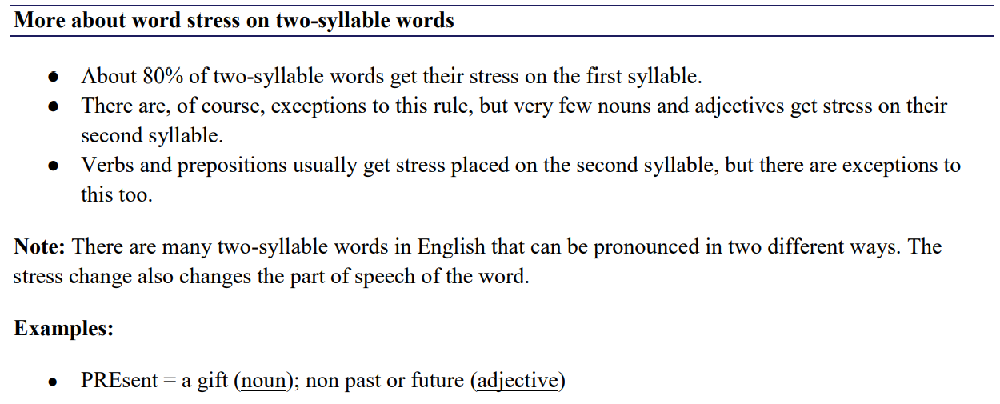 More about word stress on two-syllable words
● About 80% of two-syllable words get their stress on the first syllable.
● There are, of course, exceptions to this rule, but very few nouns and adjectives get stress on their
second syllable.
● Verbs and prepositions usually get stress placed on the second syllable, but there are exceptions to
this too.
Note: There are many two-syllable words in English that can be pronounced in two different ways. The
stress change also changes the part of speech of the word.
Examples:
● PREsent = a gift (noun); non past or future (adjective)